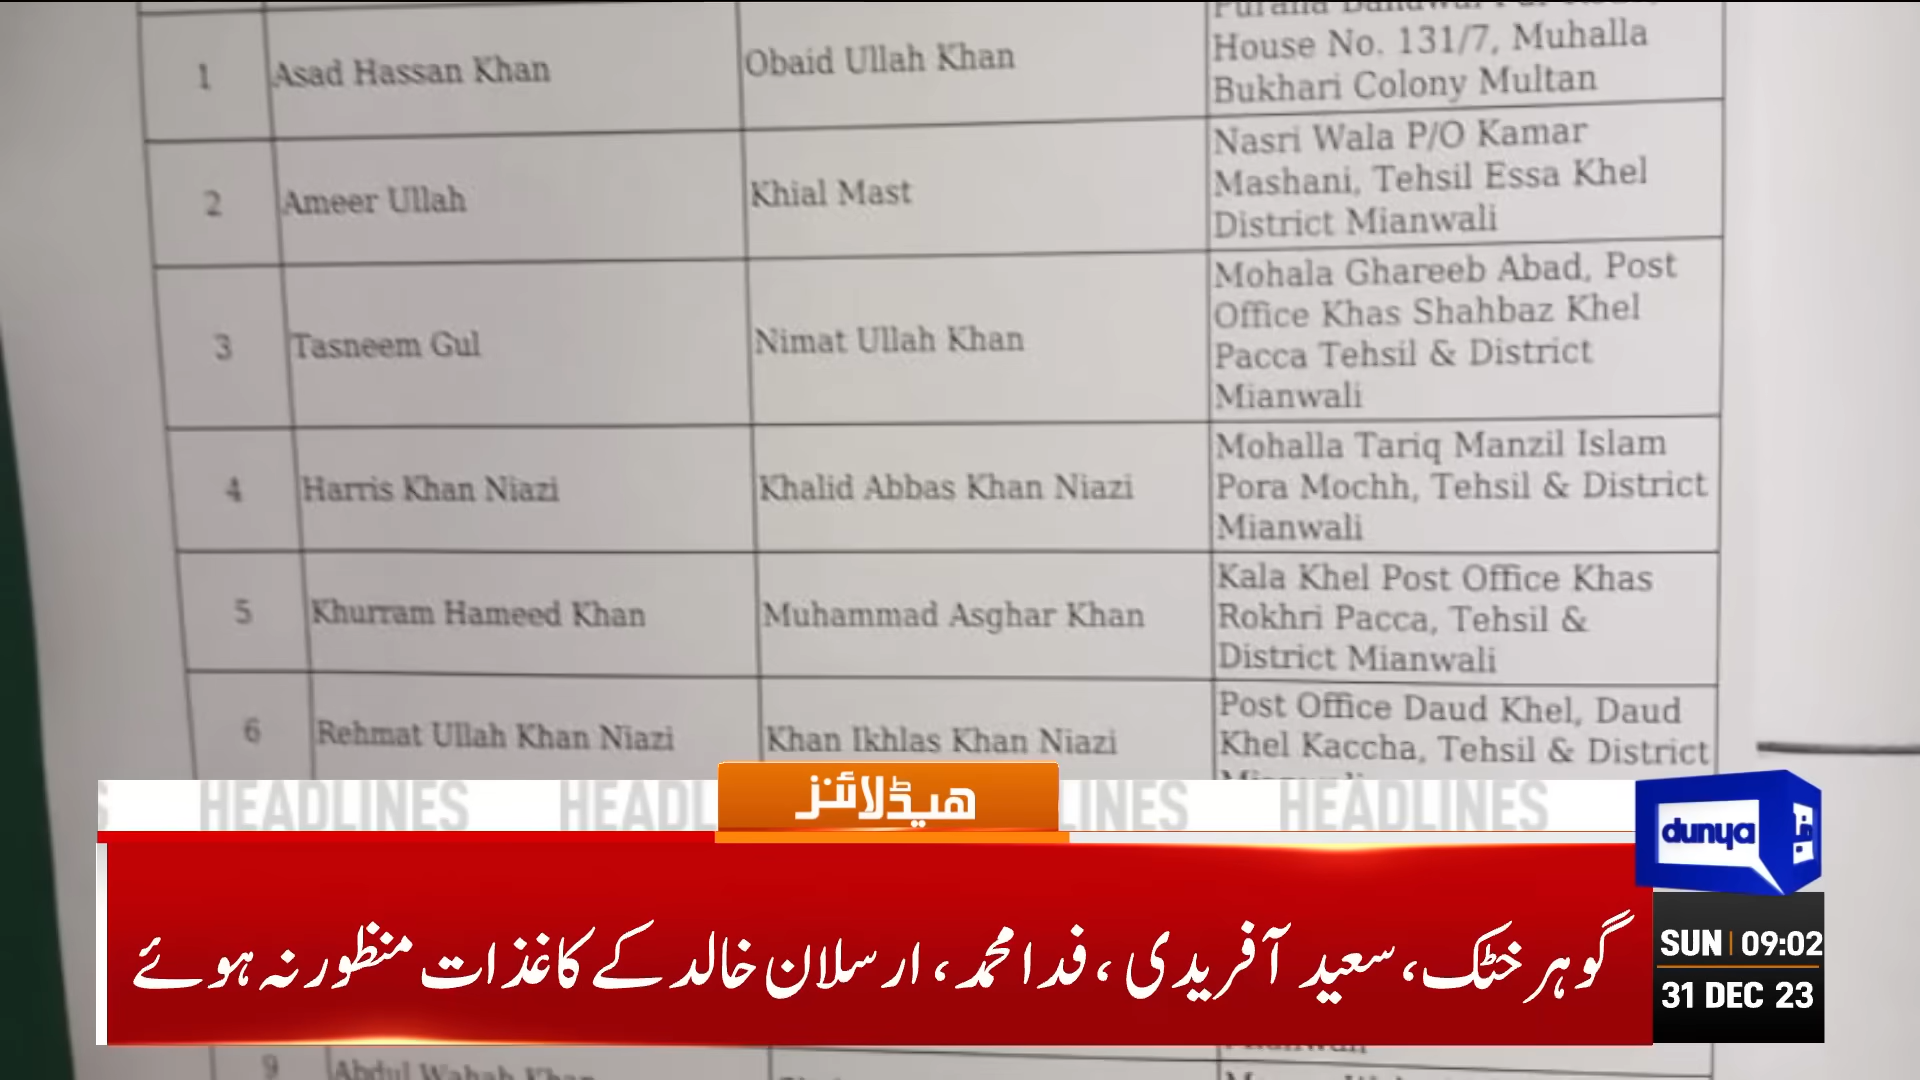 House No. 131/7, Muhalla
1 Asad Hassan Khan Obaid Ullah Khan
Bukhari Colony Multan
Nasri Wala P/O Kamar
2 Ameer Ullah Khial Mast Mashani, Tehsil Essa Khel
District Mianwali
Mohala Ghareeb Abad, Post
Office Khas Shahbaz Khel
3 Tasneem Gul Nimat Ullah Khan Pacca Tehsil & District
Mianwali
Mohalla Tariq Manzil Islam
4 Harris Khan Niazi Khalid Abbas Khan Niazi Pora Mochh, Tehsil & District
Mianwali
Kala Khel Post Office Khas
5 Khurram Hameed Khan Muhammad Asghar Khan Rokhri Pacca, Tehsil &
District Mianwali
Post Office Daud Khel, Daud
6 Rehmat Ullah Khan Niazi Khan Ikhlas Khan Niazi Khel Kaccha, Tehsil & District
HEADLINES HEADLINES
ھیڈلائنز
dunya
گوہر خٹک، سعید آفریدی، فدا محمد، ارسلان خالد کے کاغذات منظور نہ ہوئے
SUN 09:02
31 DEC 23
9 Abdul Wahab Khan